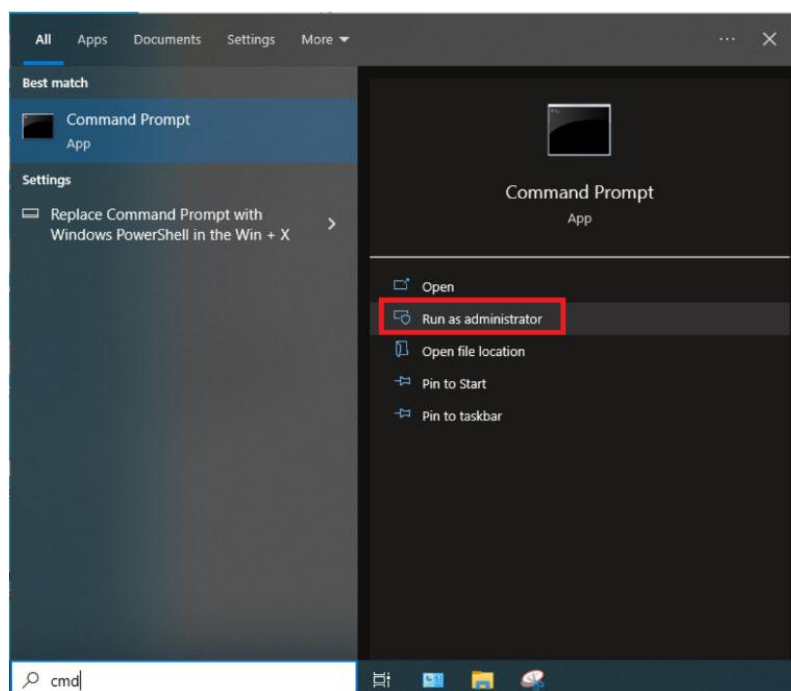 All Apps Documents Settings More
Best match
Command Prompt
App
Settings
Replace Command Prompt with
Windows PowerShell in the Win + X
Command Prompt
App
Open
Run as administrator
Open file location
Pin to Start
Pin to taskbar
cmd